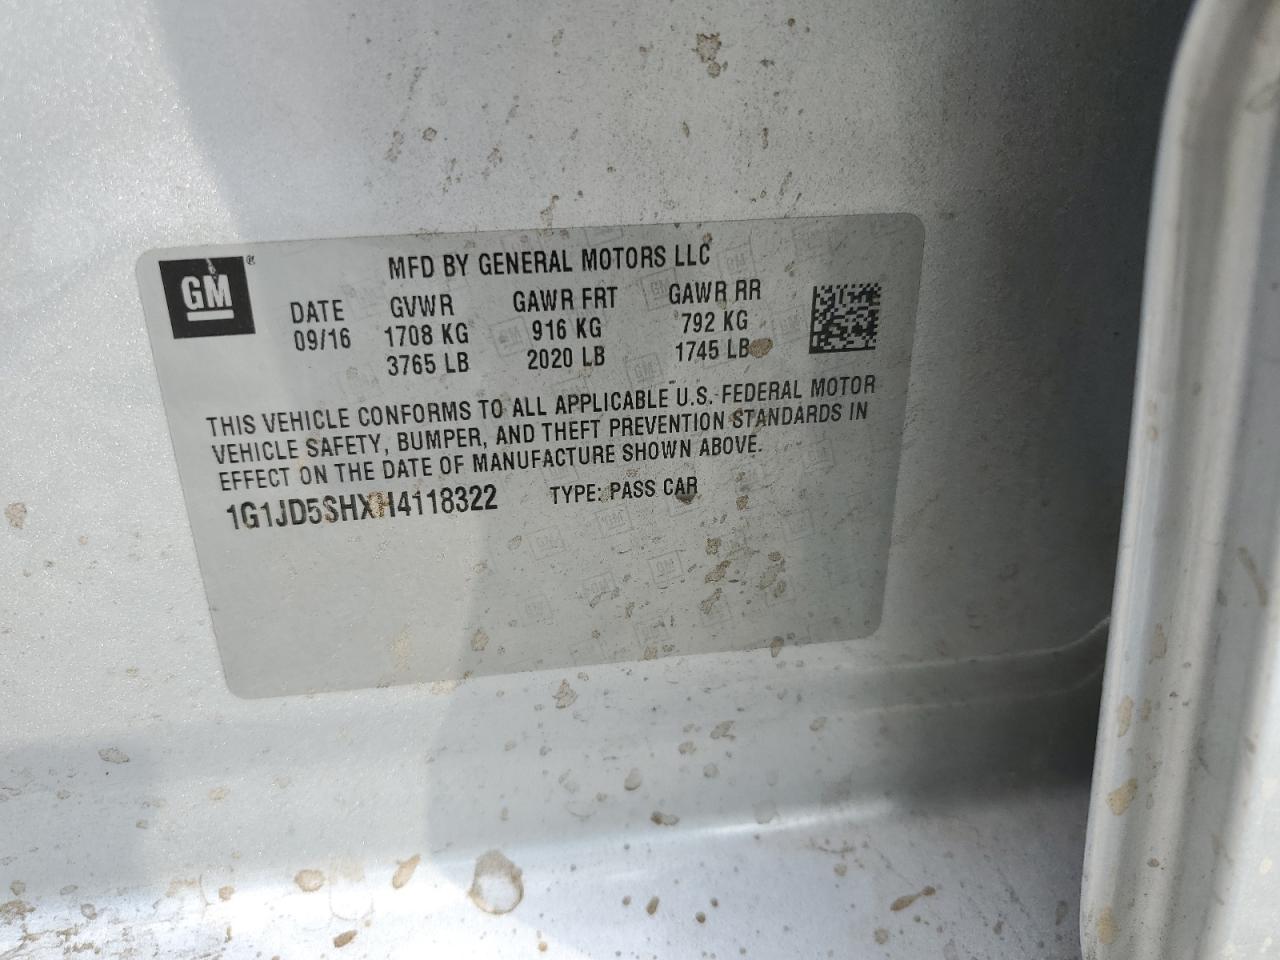 GM
MFD BY GENERAL MOTORS LLC
DATE GVWR GAWR FRT GAWR RR
09/16 1708 KG 916 KG 792 KG
3765 LB 2020 LB 1745 LB
THIS VEHICLE CONFORMS TO ALL APPLICABLE U.S. FEDERAL MOTOR
VEHICLE SAFETY, BUMPER, AND THEFT PREVENTION STANDARDS IN
EFFECT ON THE DATE OF MANUFACTURE SHOWN ABOVE.
1G1JD5SHXH4118322 TYPE: PASS CAR